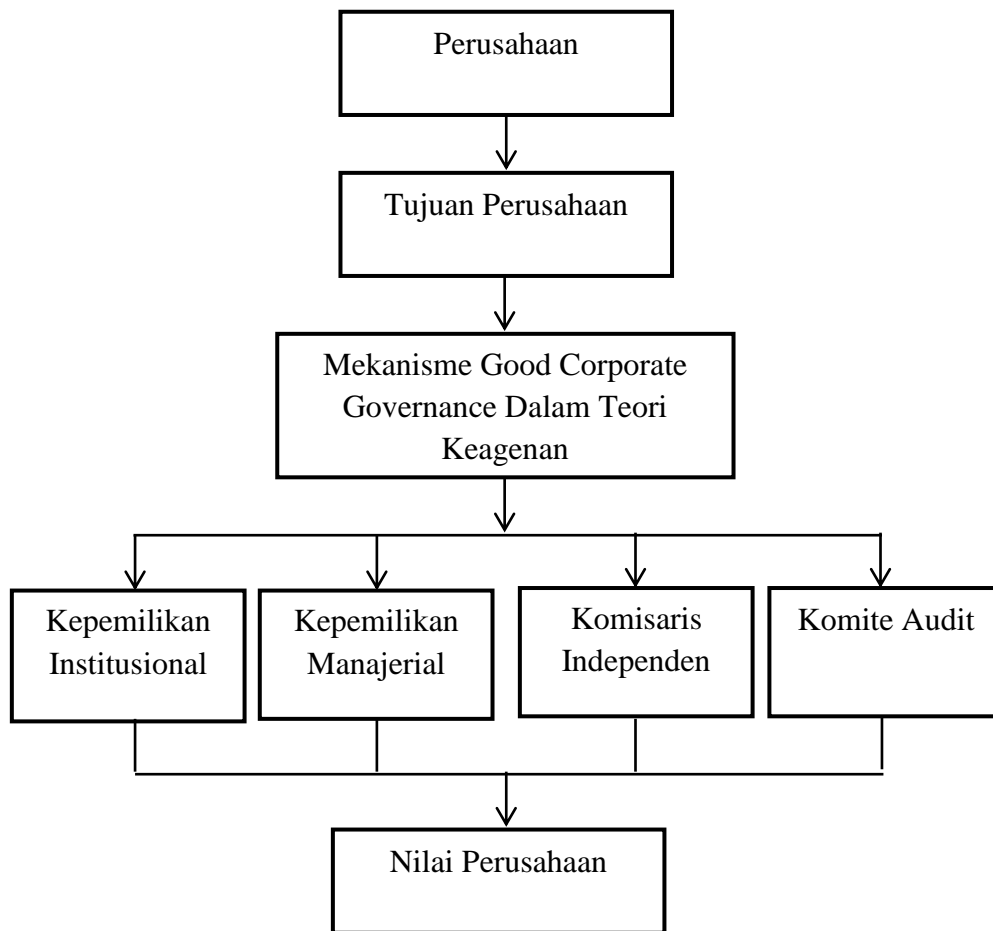 Perusahaan
Tujuan Perusahaan
Mekanisme Good Corporate
Governance Dalam Teori
Keagenan
Kepemilikan
Institusional
Kepemilikan
Manajerial
Komisaris
Independen
Komite Audit
Nilai Perusahaan